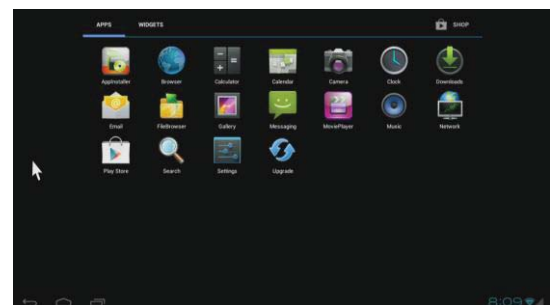 APPS WIDGETS SHOP
AppInstaller Browser Calculator Calendar Camera Clock Downloads
Email FileBrowser Gallery Messaging MoviePlayer Music Network
Play Store Search Settings Upgrade
8:09